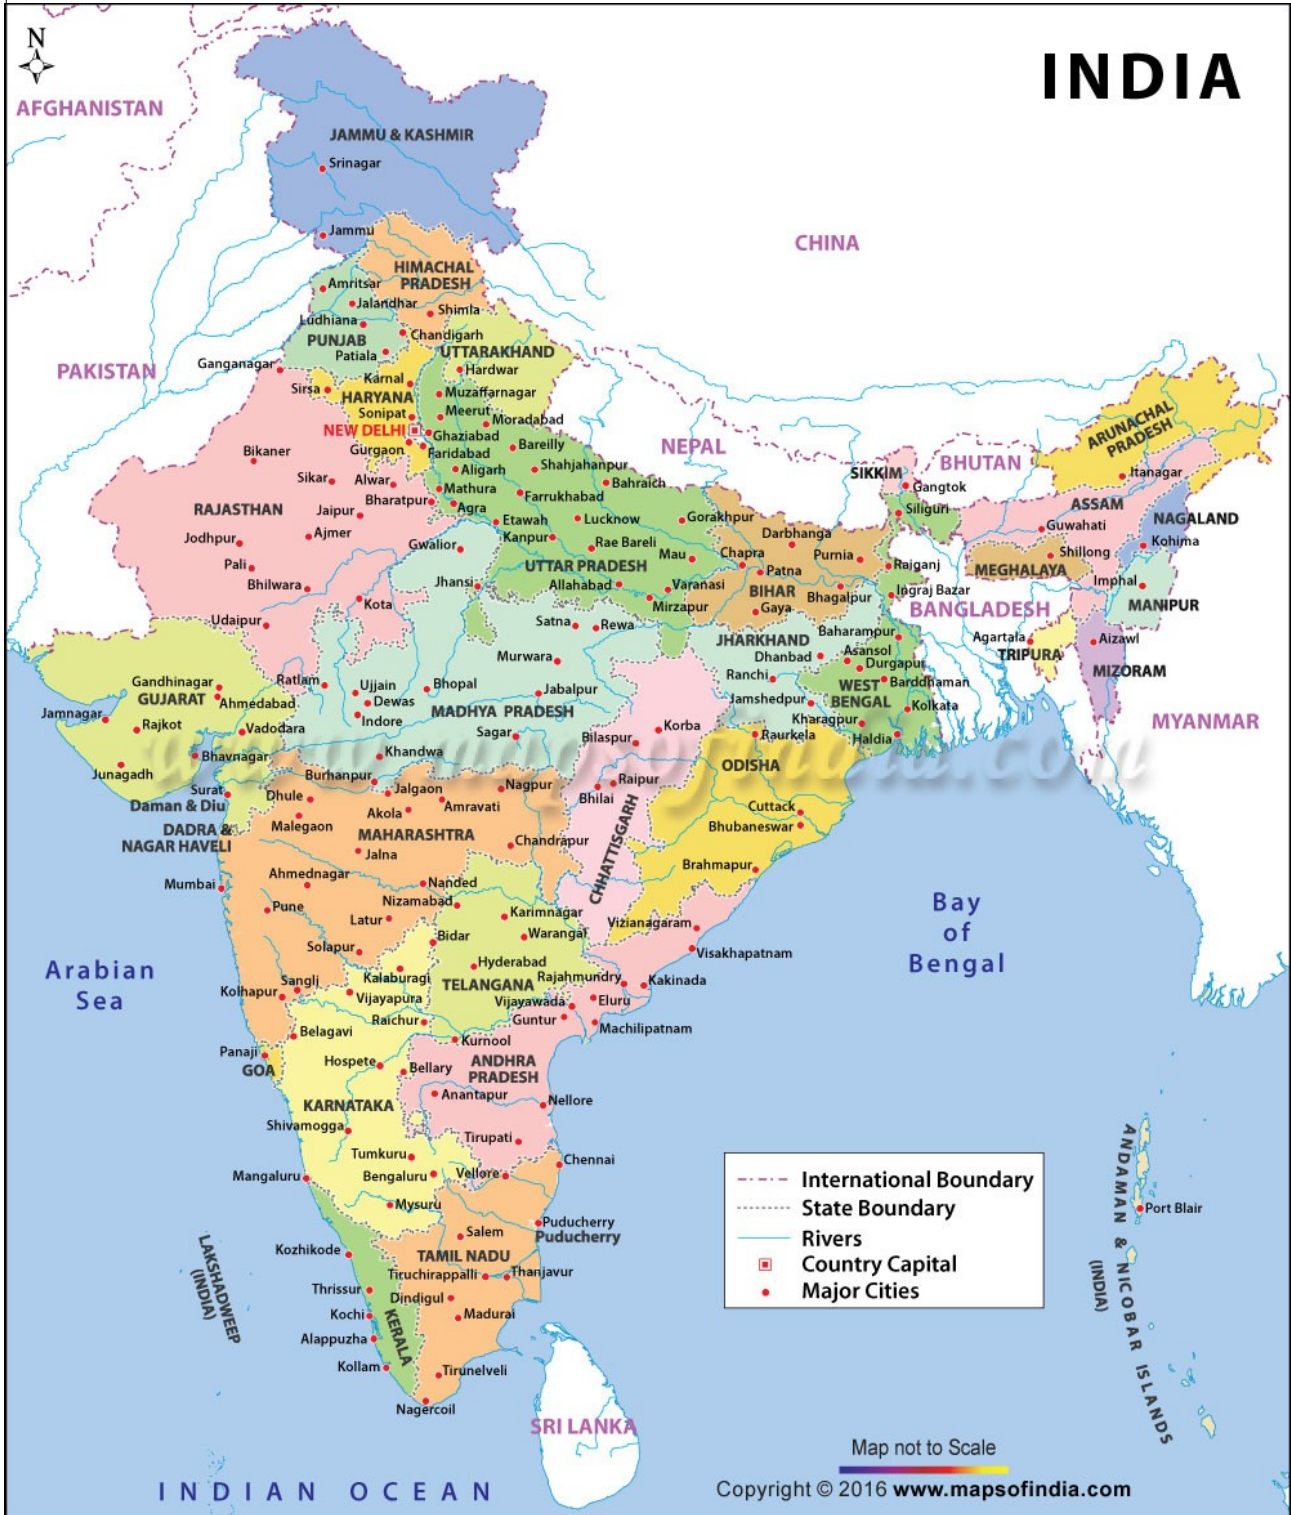 N
INDIA
AFGHANISTAN
JAMMU & KASHMIR
Srinagar
Jammu
CHINA
HIMACHAL
PRADESH
Amritsar
Jalandhar
Shimla
Ludhiana
PUNJAB
Chandigarh
Patiala
UTTARAKHAND
Ganganagar
PAKISTAN
Hardwar
Karnal
Sirsa
HARYANA
Muzaffarnagar
Sonipat
Meerut
Moradabad
NEW DELHI
Ghaziabad
Gurgaon
Faridabad
Bareilly
NEPAL
ARUNACHAL
PRADESH
Bikaner
BHUTAN
SIKKIM
Itanagar
Sikar
Alwar
Aligarh
Shahjahanpur
Bahraich
Gangtok
Mathura
Farrukhabad
ASSAM
RAJASTHAN
Jaipur
Bharatpur
Agra
Siliguri
NAGALAND
Etawah
Lucknow
Gorakhpur
Guwahati
Jodhpur
Ajmer
Kanpur
Darbhanga
Kohima
Gwalior
Rae Bareli
Mau
Chapra
Purnia
Shillong
Pali
UTTAR PRADESH
Patna
Rajganj
MEGHALAYA
Bhilwara
Jhansi
Allahabad
Varanasi
BIHAR
Bhagalpur
Ingraj Bazar
Imphal
Kota
Mirzapur
Gaya
BANGLADESH
MANIPUR
Udaipur
Satna
Rewa
JHARKHAND
Baharampur
Agartala
Aizawl
Murwara
Dhanbad
Asansol
Durgapur
TRIPURA
MIZORAM
Gandhinagar
GUJARAT
Ratlam
Ujjain
Bhopal
Ranchi
WEST
BENGAL
Barddhaman
Ahmedabad
Dewas
Jabalpur
Jamshedpur
Kolkata
Jamnagar
Rajkot
Indore
MADHYA PRADESH
Kharagpur
MYANMAR
Vadodara
Sagar
Korba
Bilaspur
Raurkela
Haldia
www.mapsofindia.com
Bhavnagar
Khandwa
Junagadh
Burhanpur
Raipur
ODISHA
Surat
Dhule
Jalgaon
Nagpur
Bhilai
Daman & Diu
Akola
Amravati
Cuttack
DADRA &
NAGAR HAVELI
Malegaon
MAHARASHTRA
Bhubaneswar
Jalna
Chandrapur
CHHATTISGARH
Mumbai
Ahmednagar
Nanded
Brahmapur
Pune
Nizamabad
Latur
Karimnagar
Vizianagaram
Bay
of
Bengal
Solapur
Bidar
Warangal
Visakhapatnam
Arabian
Sea
Kalaburagi
Hyderabad
Rajahmundry
Kakinada
Sangli
Kolhapur
Vijayapura
TELANGANA
Vijayawada
Eluru
Raichur
Guntur
Machilipatnam
Belagavi
Kurnool
Panaji
GOA
Hospete
Bellary
ANDHRA
PRADESH
KARNATAKA
Anantapur
Nellore
Shivamogga
Tirupati
Tumkuru
Chennai
Mangaluru
Bengaluru
Vellore
Mysuru
Puducherry
Puducherry
Salem
Kozhikode
TAMIL NADU
Tiruchirappalli
Thanjavur
Thrissur
Dindigul
Kochi
Madurai
KERALA
Alappuzha
Kollam
Tirunelveli
Nagercoil
SRI LANKA
LAKSHADWEEP
(INDIA)
ANDAMAN & NICOBAR ISLANDS
(INDIA)
Port Blair
International Boundary
State Boundary
Rivers
Country Capital
Major Cities
Map not to Scale
INDIAN OCEAN
Copyright © 2016 www.mapsofindia.com